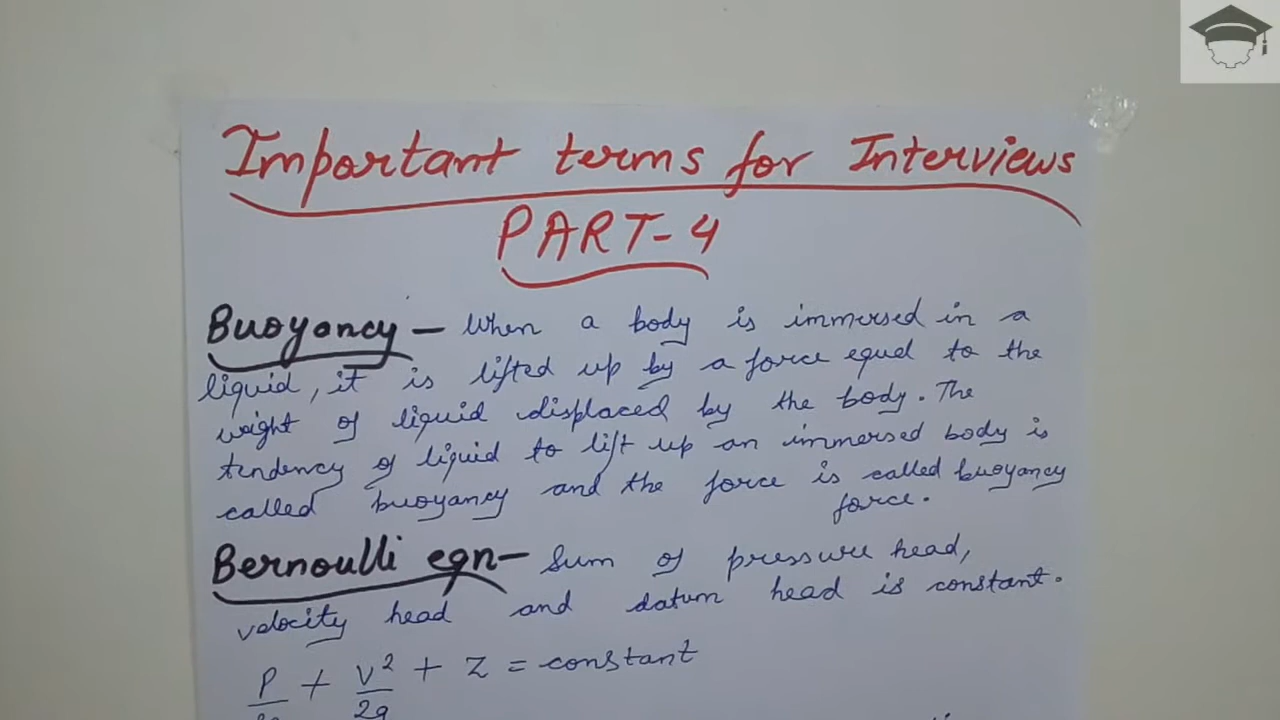 Important terms for Interviews
PART-4
Buoyancy - When a body is immersed in a
liquid, it is lifted up by a force equal to the
weight of liquid displaced by the body. The
tendency of liquid to lift up an immersed body is
called buoyancy and the force is called buoyancy
force.
Bernoulli eqn- Sum of pressure head,
velocity head and datum head is constant.
P + V² + Z = constant
2g